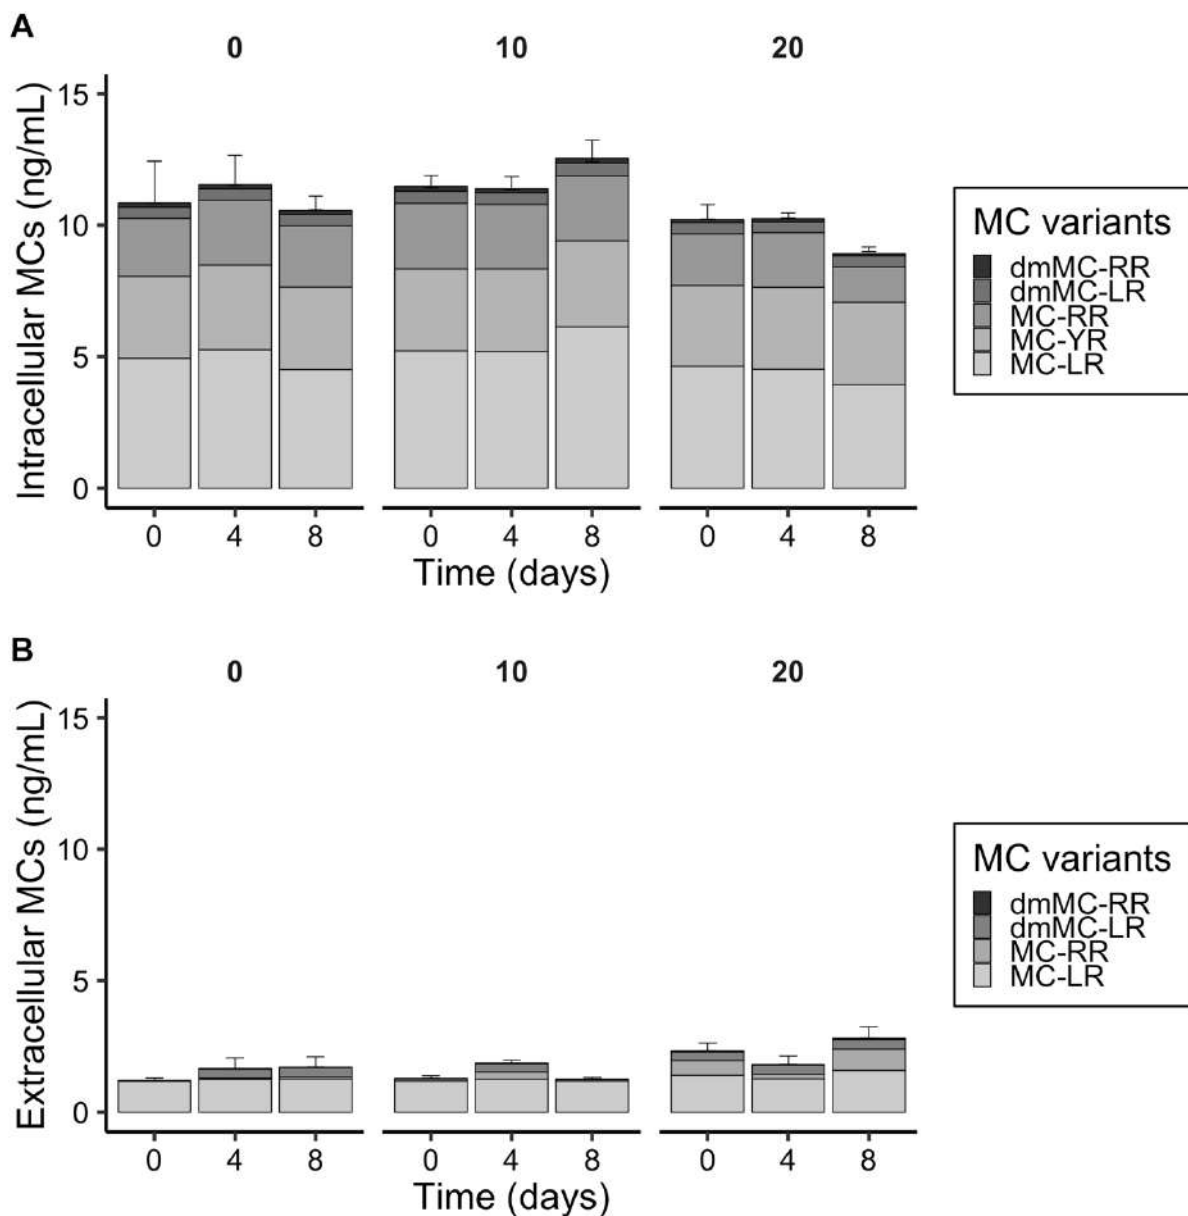 A
0 10 20
15
10
5
0
Intracellular MCs (ng/mL)
0 4 8 0 4 8 0 4 8
Time (days)
MC variants
dmMC-RR
dmMC-LR
MC-RR
MC-YR
MC-LR
B
0 10 20
15
10
5
0
Extracellular MCs (ng/mL)
0 4 8 0 4 8 0 4 8
Time (days)
MC variants
dmMC-RR
dmMC-LR
MC-RR
MC-LR